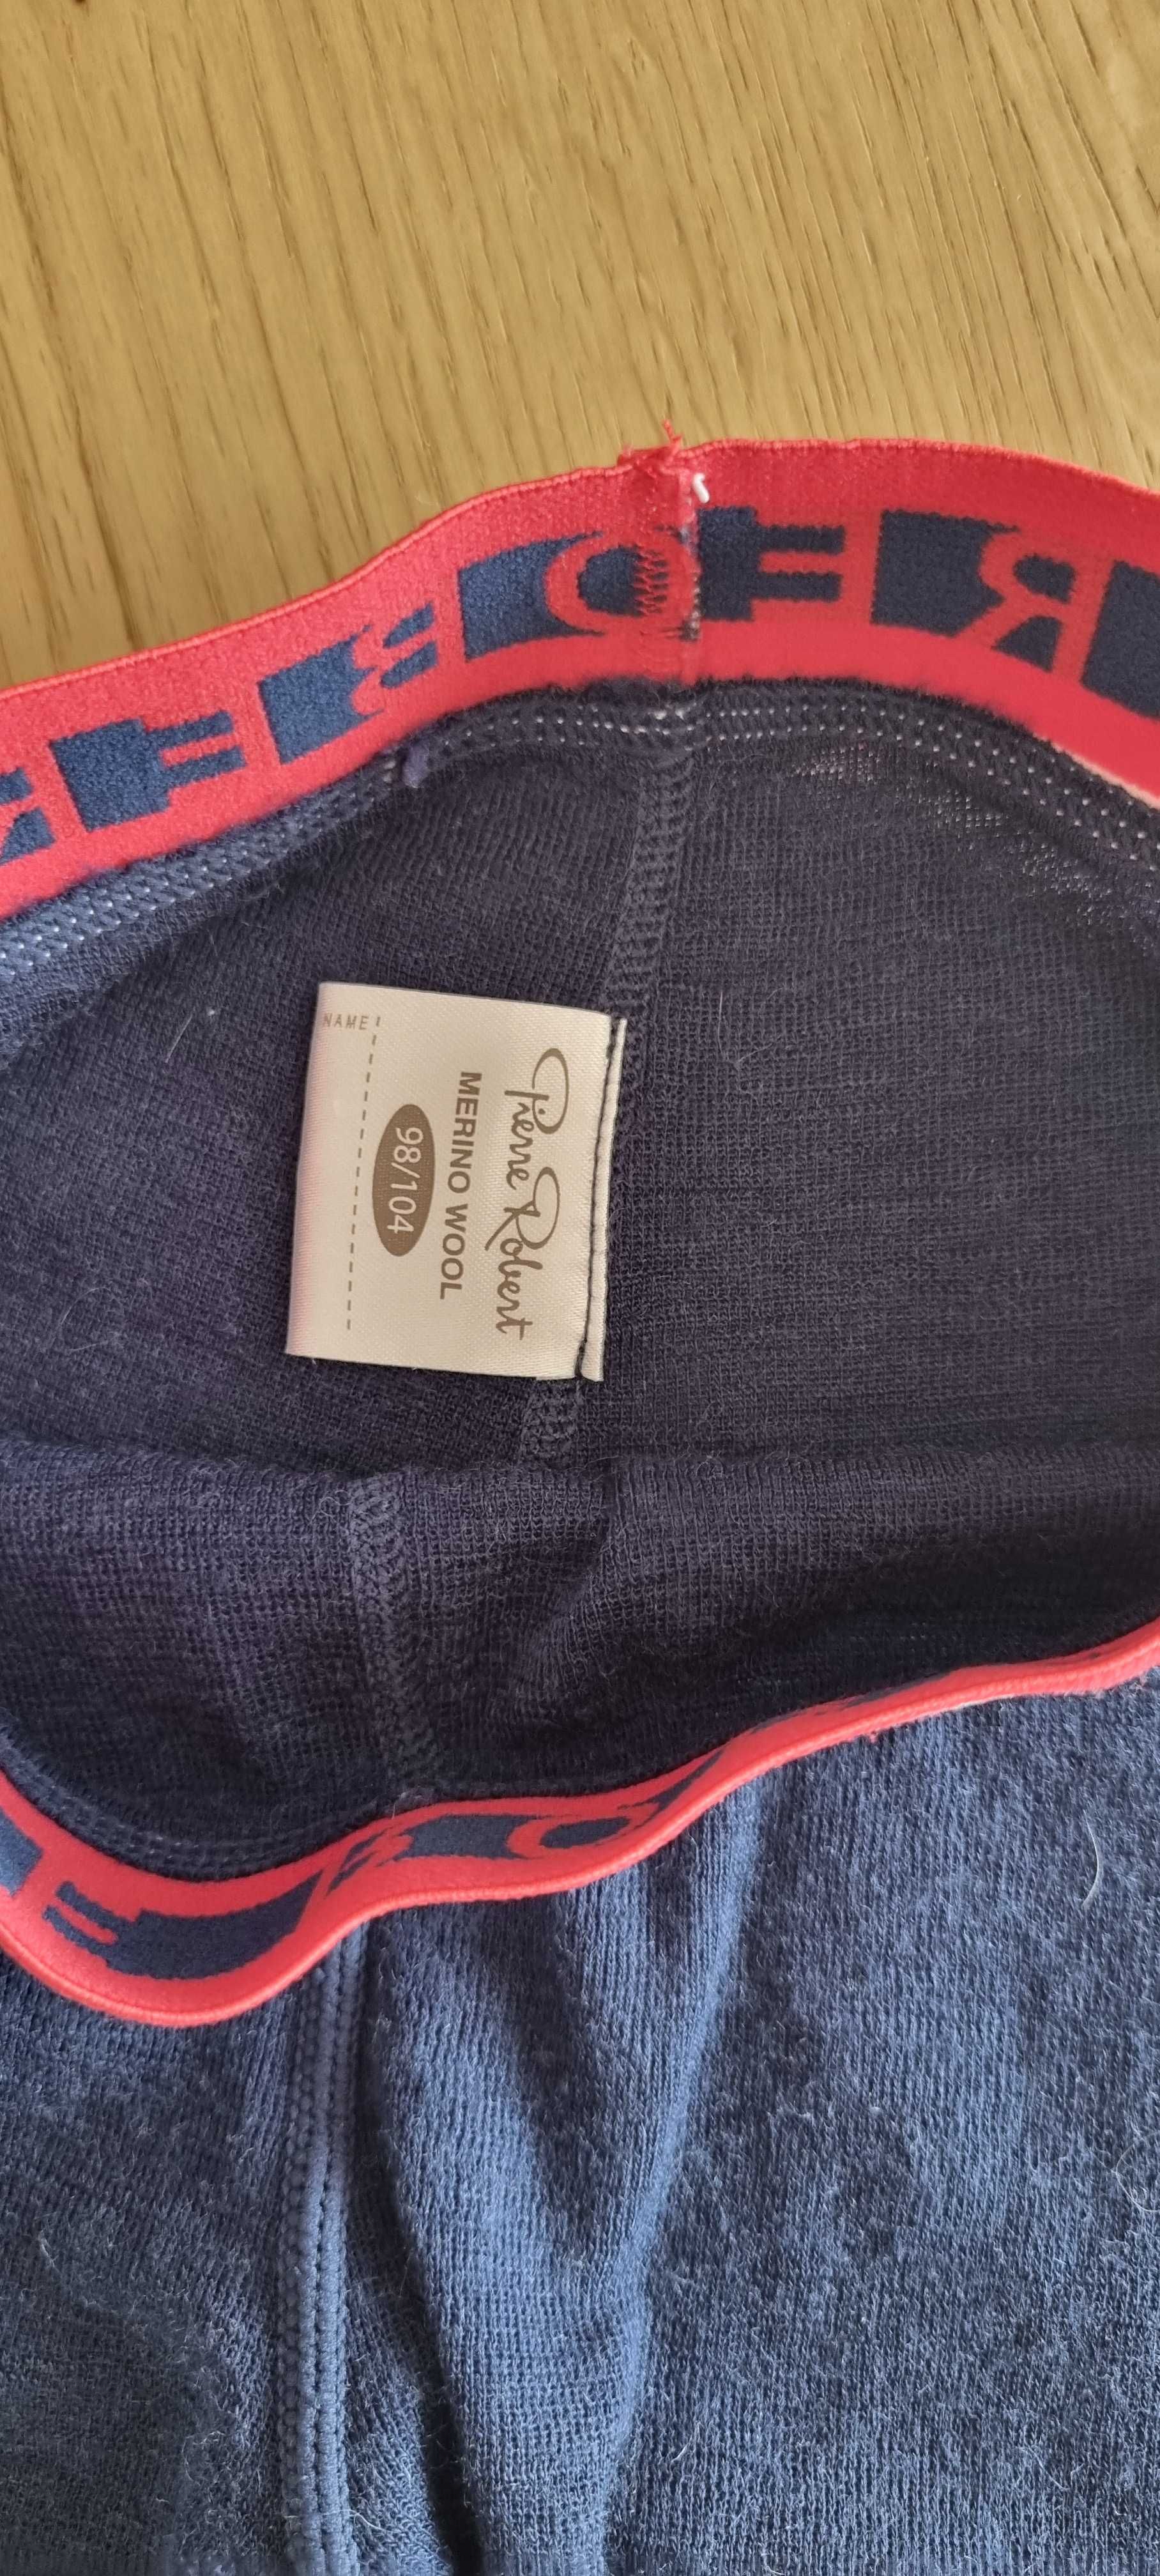 Pierre Robert
MERINO WOOL
98/104
NAME